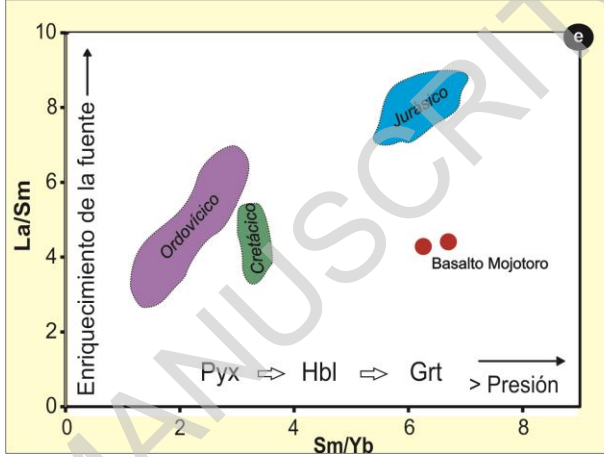 e
10
8
6
4
2
0
La/Sm
Enriquecimiento de la fuente
Jurásico
Ordovícico
Cretácico
Basalto Mojotoro
Pyx ⇨ Hbl ⇨ Grt
> Presión
0 2 4 6 8
Sm/Yb
MANUSCRIT